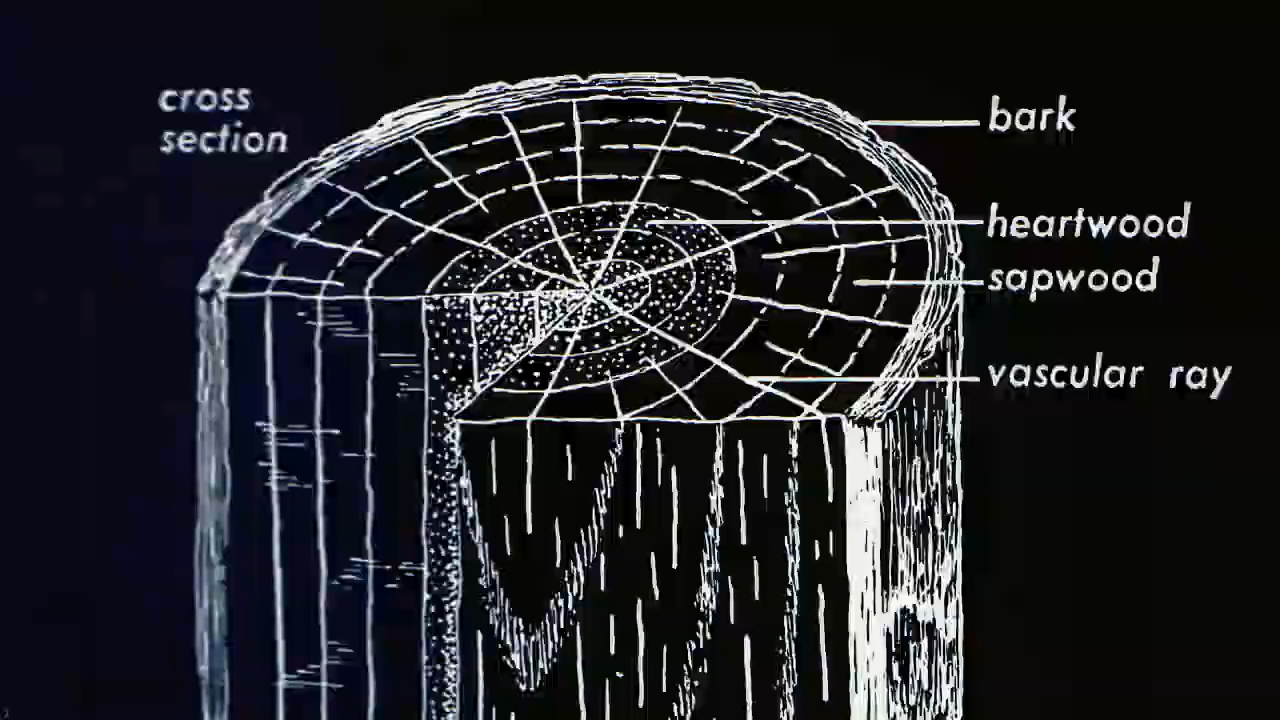 cross
section
bark
heartwood
sapwood
vascular ray